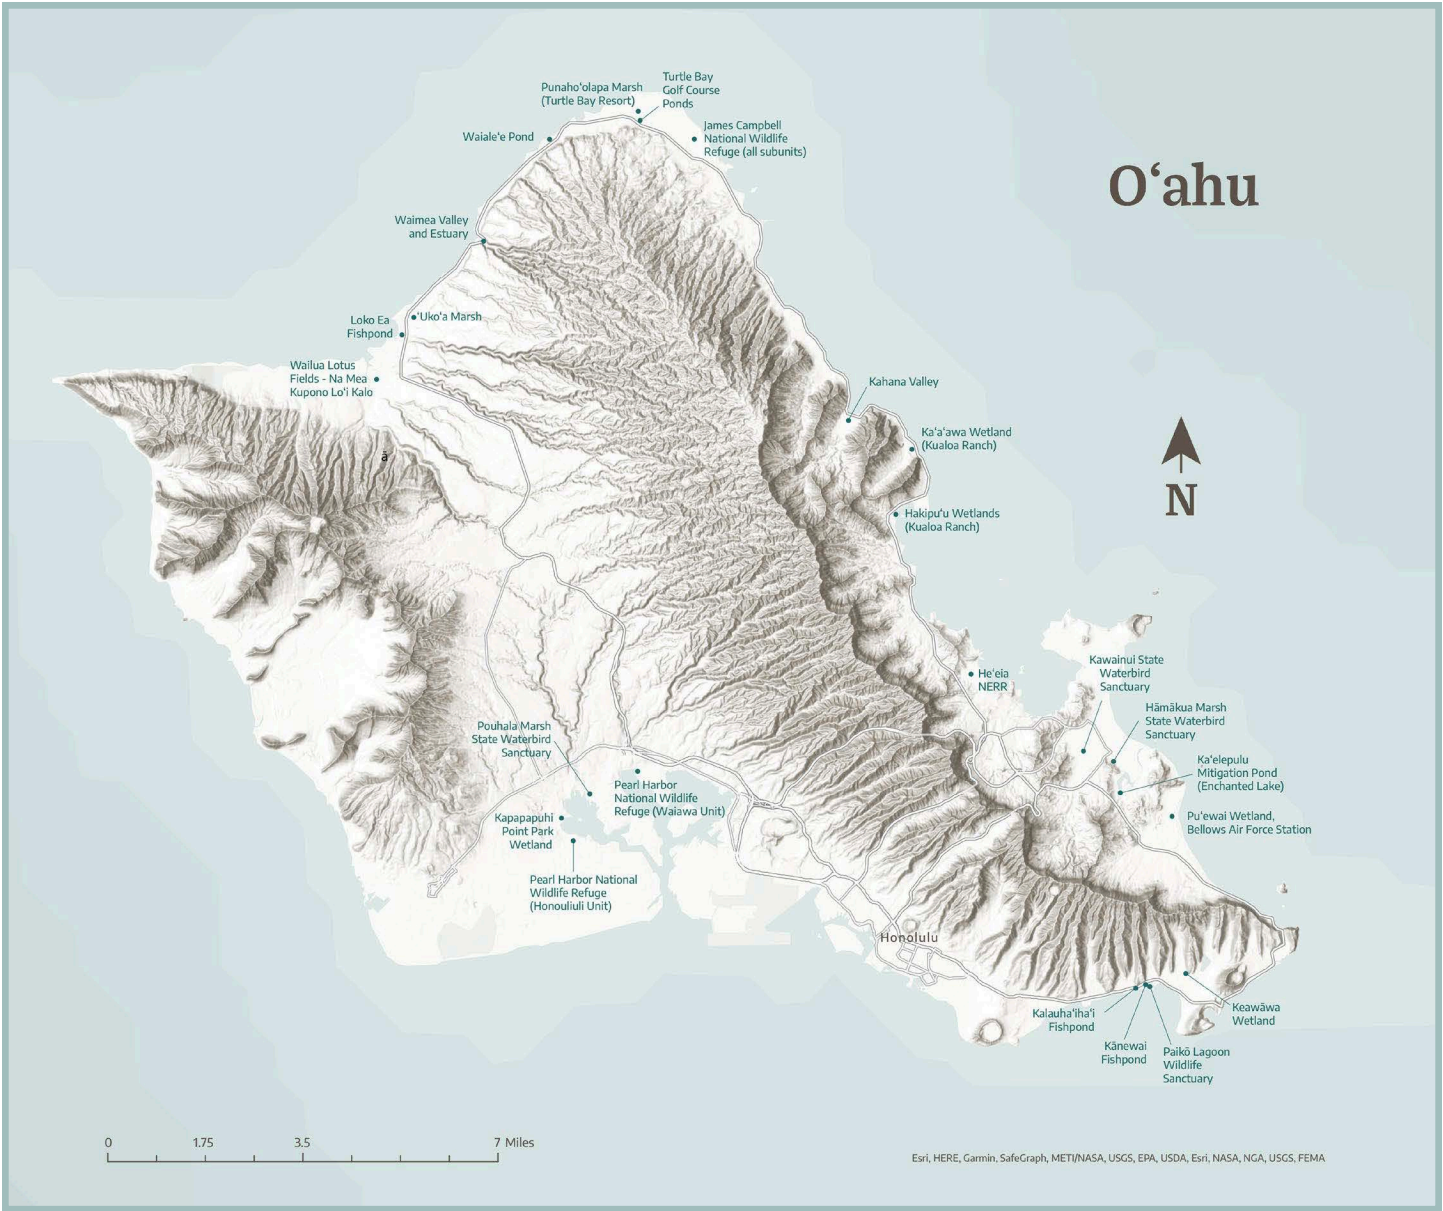 Punaho‘olapa Marsh
(Turtle Bay Resort)
Turtle Bay
Golf Course
Ponds
Waiale‘e Pond
James Campbell
National Wildlife
Refuge (all subunits)
O‘ahu
Waimea Valley
and Estuary
‘Uko‘a Marsh
Loko Ea
Fishpond
Wailua Lotus
Fields - Na Mea
Kupono Lo‘i Kalo
Kahana Valley
Ka‘a‘awa Wetland
(Kualoa Ranch)
ā
N
Hakipu‘u Wetlands
(Kualoa Ranch)
He‘eia
NERR
Kawainui State
Waterbird
Sanctuary
Hāmākua Marsh
State Waterbird
Sanctuary
Pouhala Marsh
State Waterbird
Sanctuary
Ka‘elepulu
Mitigation Pond
(Enchanted Lake)
Pearl Harbor
National Wildlife
Refuge (Waiawa Unit)
Kapapapuhi
Point Park
Wetland
Pu‘ewai Wetland,
Bellows Air Force Station
Pearl Harbor National
Wildlife Refuge
(Honouliuli Unit)
Honolulu
Kalauha‘iha‘i
Fishpond
Keawāwa
Wetland
Kānewai
Fishpond
Paikō Lagoon
Wildlife
Sanctuary
0 1.75 3.5 7 Miles
Esri, HERE, Garmin, SafeGraph, METI/NASA, USGS, EPA, USDA, Esri, NASA, NGA, USGS, FEMA